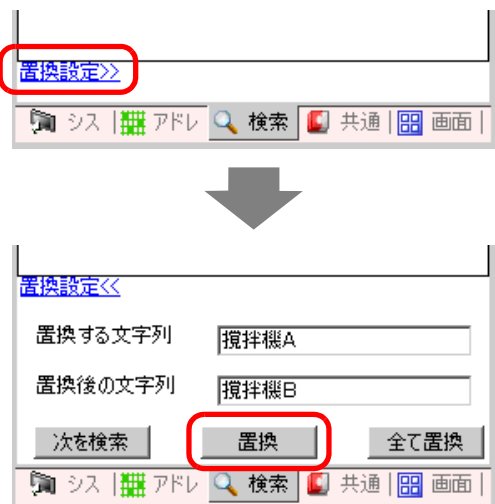 置換設定>>
シス アドレ 検索 共通 画面
置換設定<<
置換する文字列 撹拌機A
置換後の文字列 撹拌機B
次を検索 置換 全て置換
シス アドレ 検索 共通 画面